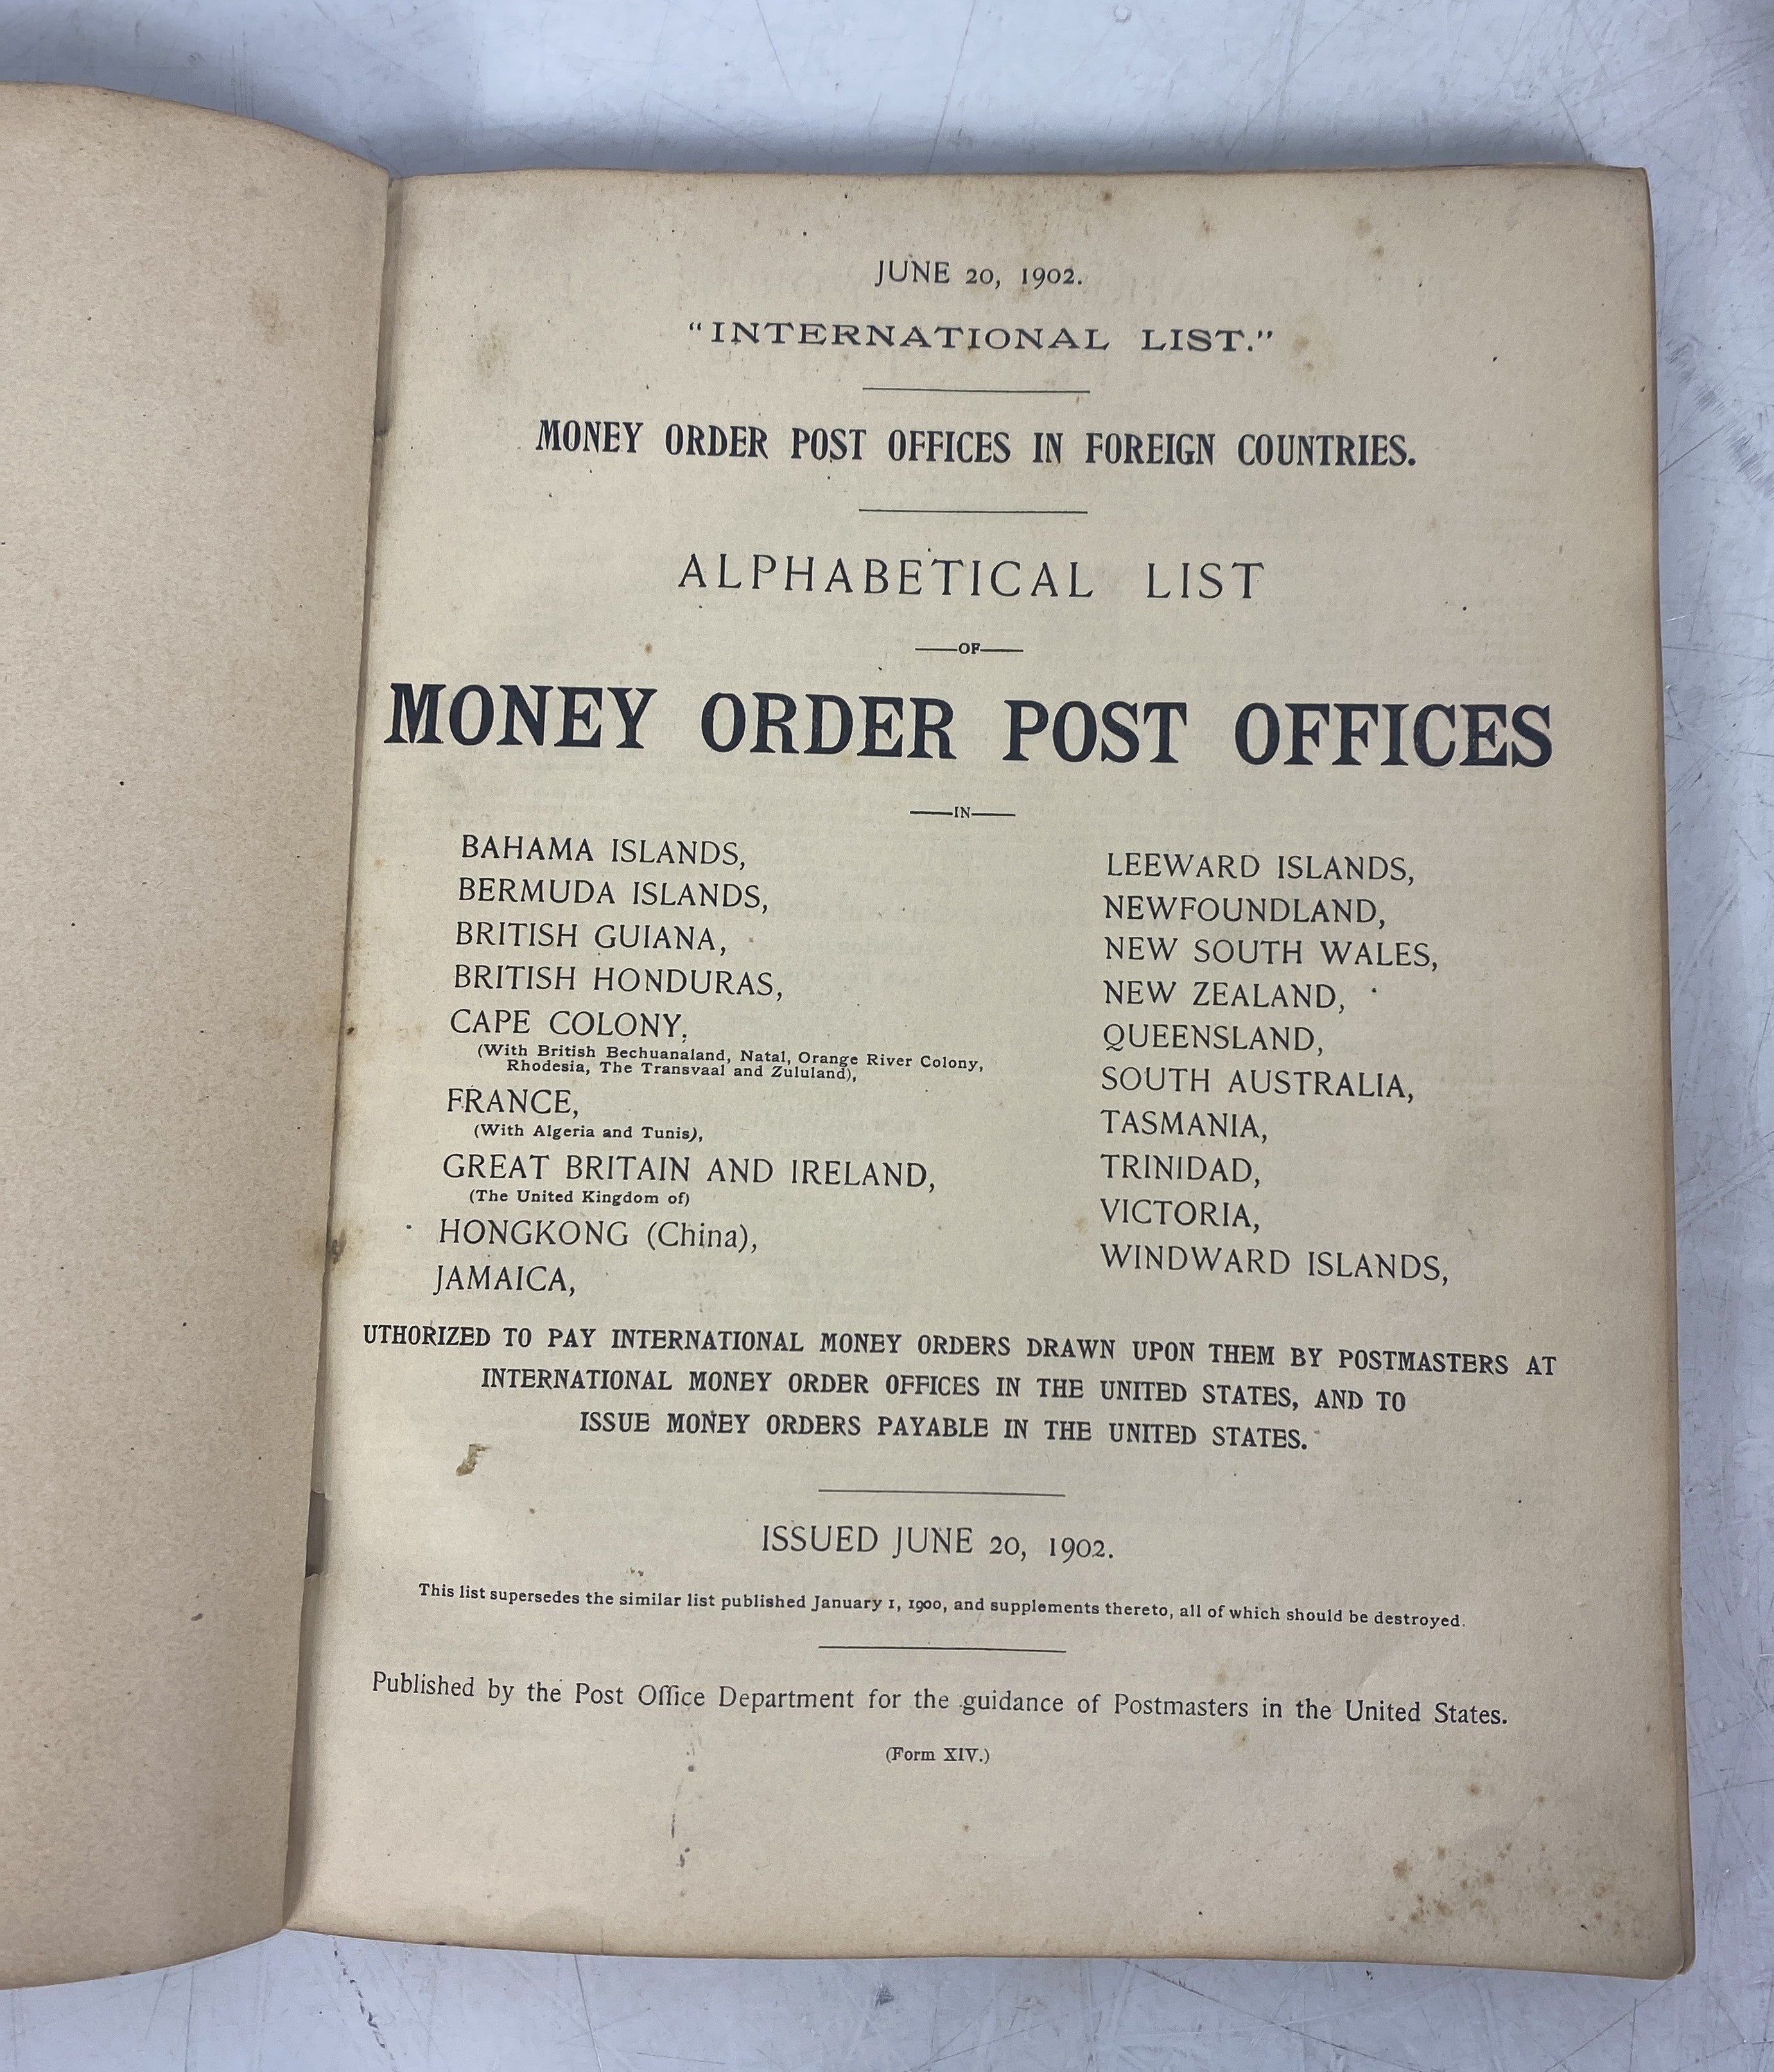 JUNE 20, 1902.
"INTERNATIONAL LIST."
MONEY ORDER POST OFFICES IN FOREIGN COUNTRIES.
ALPHABETICAL LIST
—OF—
MONEY ORDER POST OFFICES
—IN—
BAHAMA ISLANDS,
BERMUDA ISLANDS,
BRITISH GUIANA,
BRITISH HONDURAS,
CAPE COLONY,
(With British Bechuanaland, Natal, Orange River Colony,
Rhodesia, The Transvaal and Zululand),
FRANCE,
(With Algeria and Tunis),
GREAT BRITAIN AND IRELAND,
(The United Kingdom of)
HONGKONG (China),
JAMAICA,
LEEWARD ISLANDS,
NEWFOUNDLAND,
NEW SOUTH WALES,
NEW ZEALAND,
QUEENSLAND,
SOUTH AUSTRALIA,
TASMANIA,
TRINIDAD,
VICTORIA,
WINDWARD ISLANDS,
UTHORIZED TO PAY INTERNATIONAL MONEY ORDERS DRAWN UPON THEM BY POSTMASTERS AT
INTERNATIONAL MONEY ORDER OFFICES IN THE UNITED STATES, AND TO
ISSUE MONEY ORDERS PAYABLE IN THE UNITED STATES.
ISSUED JUNE 20, 1902.
This list supersedes the similar list published January 1, 1900, and supplements thereto, all of which should be destroyed.
Published by the Post Office Department for the guidance of Postmasters in the United States.
(Form XIV.)